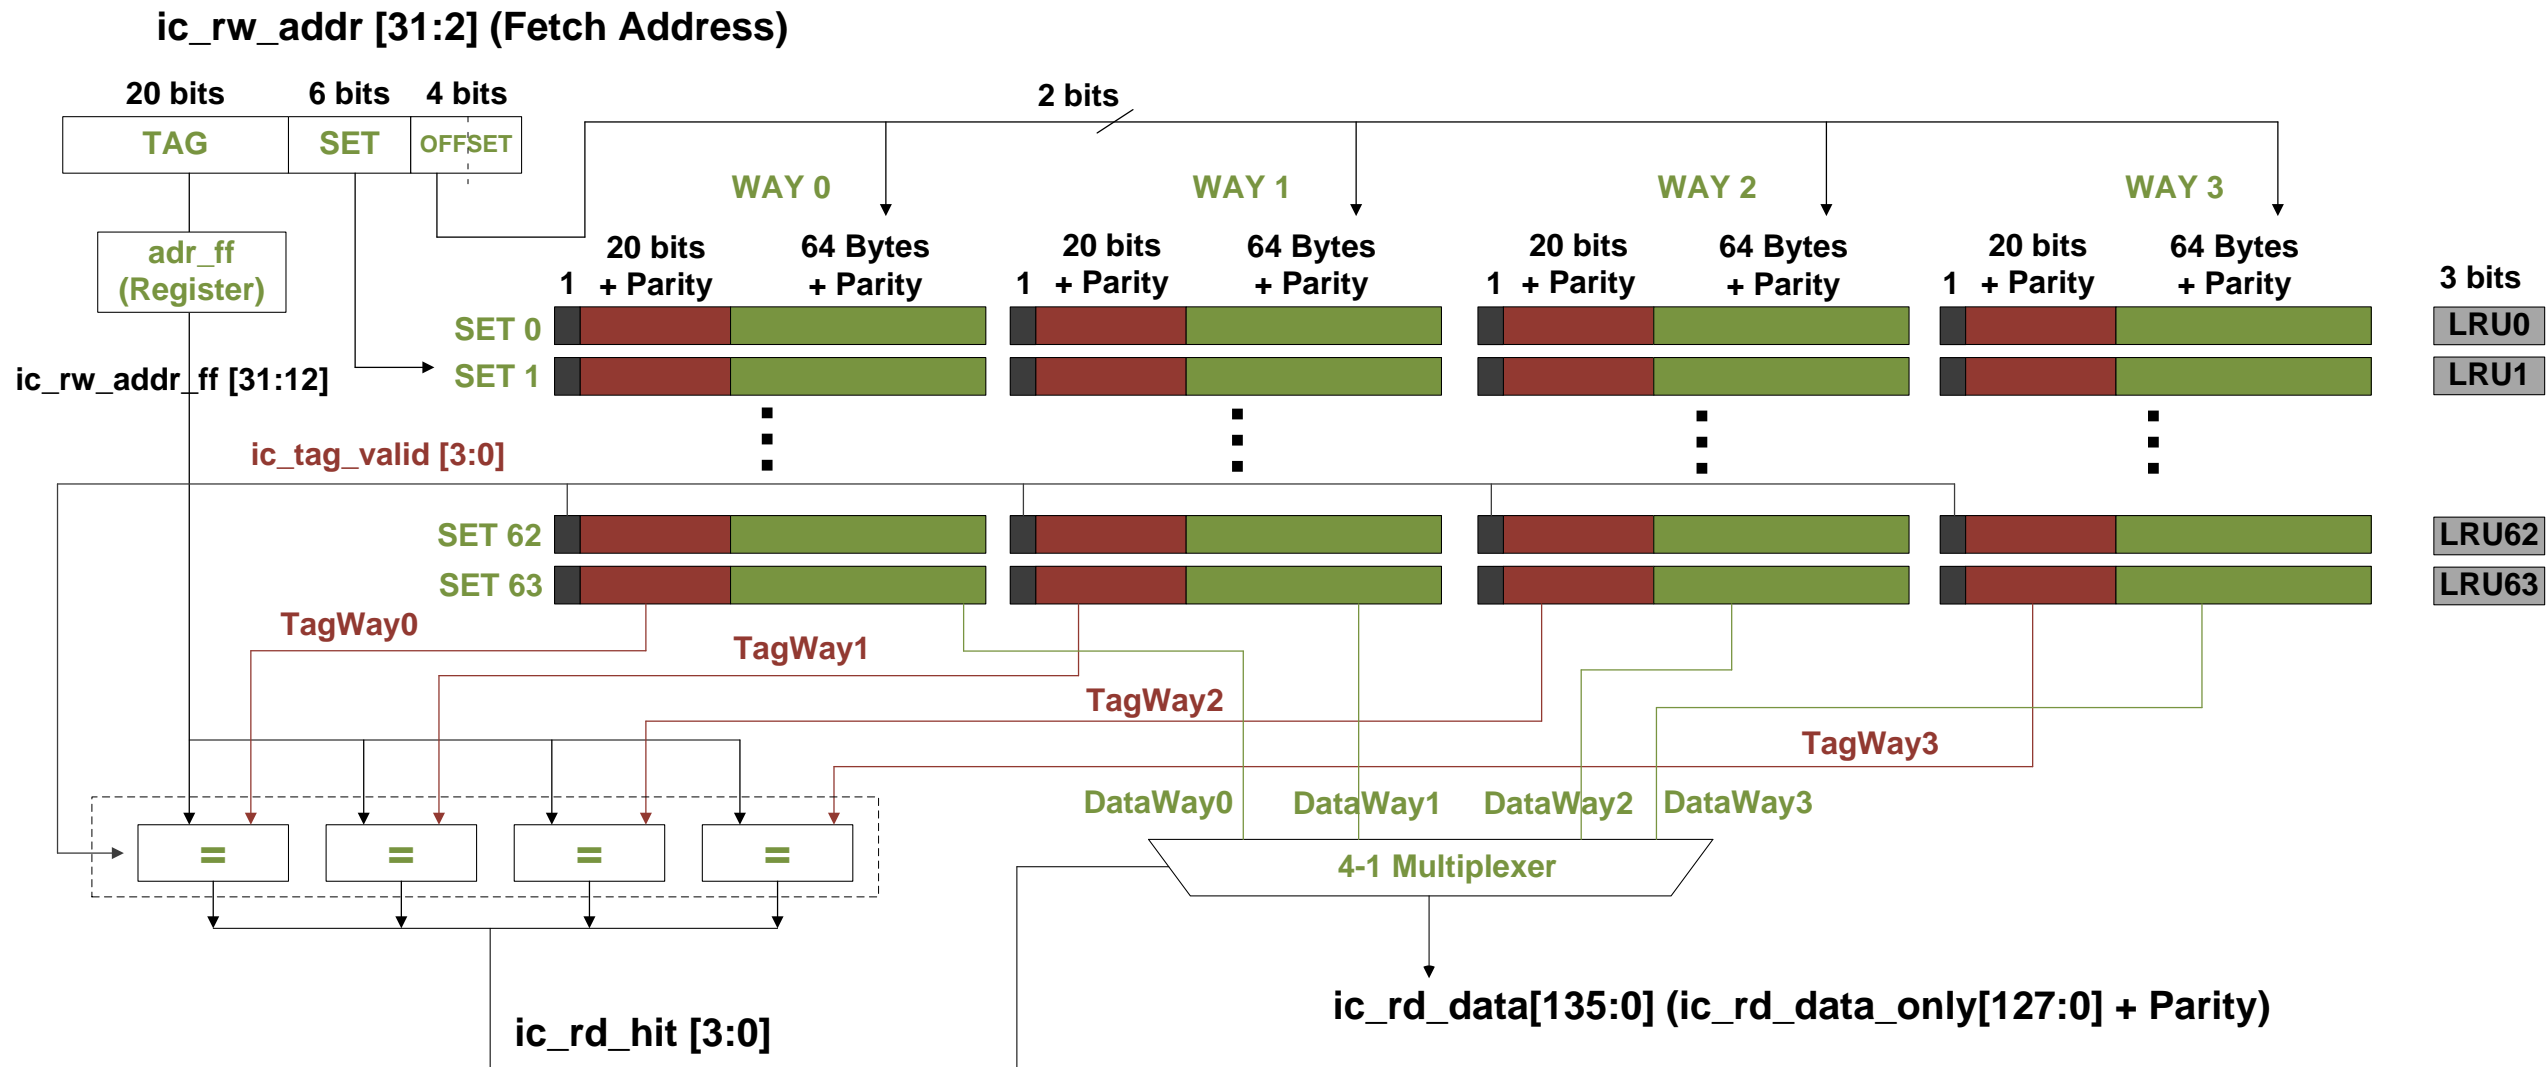 ic_rw_addr [31:2] (Fetch Address)
20 bits 6 bits 4 bits 2 bits
TAG SET OFFSET
WAY 0 WAY 1 WAY 2 WAY 3
adr_ff
(Register)
20 bits 64 Bytes 20 bits 64 Bytes 20 bits 64 Bytes 20 bits 64 Bytes
1 + Parity + Parity 1 + Parity + Parity 1 + Parity + Parity 1 + Parity + Parity 3 bits
SET 0 LRU0
SET 1 LRU1
ic_rw_addr_ff [31:12]
ic_tag_valid [3:0]
SET 62 LRU62
SET 63 LRU63
TagWay0
TagWay1
TagWay2
TagWay3
DataWay0 DataWay1 DataWay2 DataWay3
= = = =
4-1 Multiplexer
ic_rd_data[135:0] (ic_rd_data_only[127:0] + Parity)
ic_rd_hit [3:0]